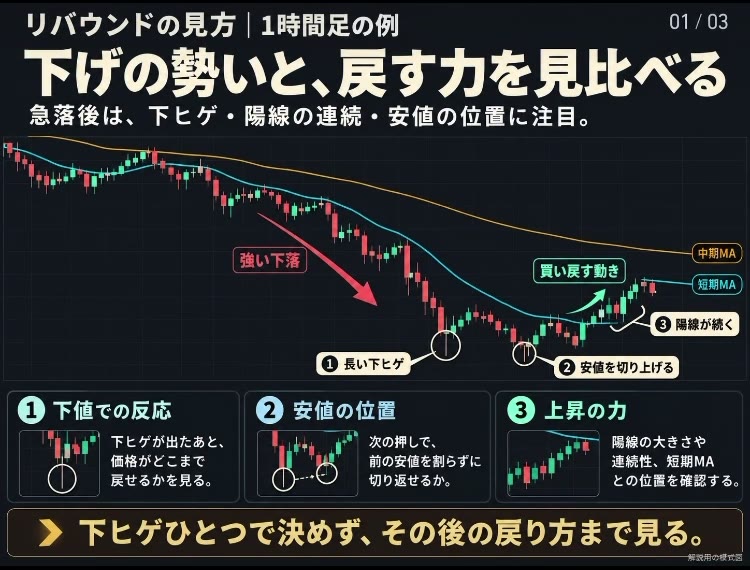 リバウンドの見方｜1時間足の例
01 / 03
下げの勢いと、戻す力を見比べる
急落後は、下ヒゲ・陽線の連続・安値の位置に注目。
中期MA
強い下落
買い戻す動き
短期MA
3 陽線が続く
1 長い下ヒゲ
2 安値を切り上げる
1 下値での反応
下ヒゲが出たあと、
価格がどこまで
戻せるかを見る。
2 安値の位置
次の押しで、
前の安値を割らずに
切り返せるか。
3 上昇の力
陽線の大きさや
連続性、短期MA
との位置を確認する。
下ヒゲひとつで決めず、その後の戻り方まで見る。
解説用の模式図